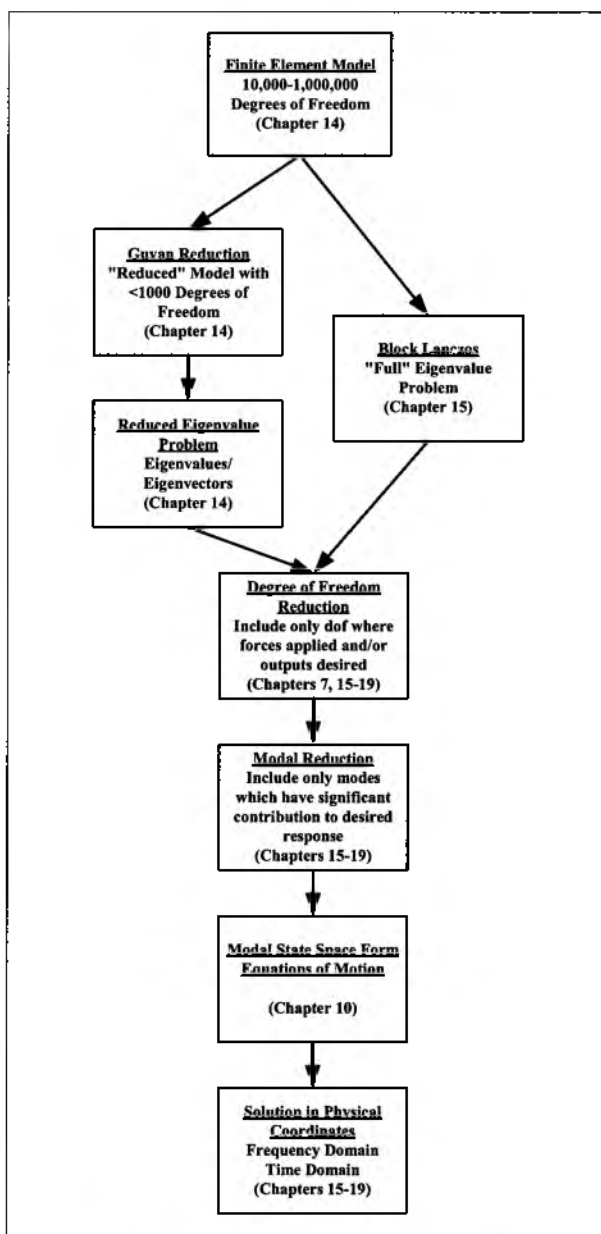 Finite Element Model
10,000-1,000,000
Degrees of Freedom
(Chapter 14)
Guyan Reduction
"Reduced" Model with
<1000 Degrees of
Freedom
(Chapter 14)
Block Lanczos
"Full" Eigenvalue
Problem
(Chapter 15)
Reduced Eigenvalue
Problem
Eigenvalues/
Eigenvectors
(Chapter 14)
Degree of Freedom
Reduction
Include only dof where
forces applied and/or
outputs desired
(Chapters 7, 15-19)
Modal Reduction
Include only modes
which have significant
contribution to desired
response
(Chapters 15-19)
Modal State Space Form
Equations of Motion
(Chapter 10)
Solution in Physical
Coordinates
Frequency Domain
Time Domain
(Chapters 15-19)